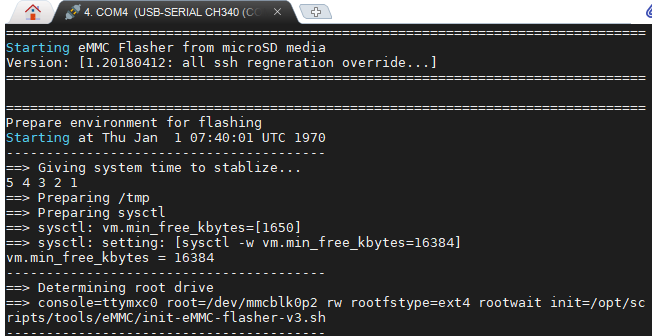 4. COM4 (USB-SERIAL CH340 (CO
================================================================================
Starting eMMC Flasher from microSD media
Version: [1.20180412: all ssh regneration override...]
================================================================================
================================================================================
Prepare environment for flashing
Starting at Thu Jan  1 07:40:01 UTC 1970
----------------------------------------
==> Giving system time to stablize...
5 4 3 2 1
==> Preparing /tmp
==> Preparing sysctl
==> sysctl: vm.min_free_kbytes=[1650]
==> sysctl: setting: [sysctl -w vm.min_free_kbytes=16384]
vm.min_free_kbytes = 16384
----------------------------------------
==> Determining root drive
==> console=ttymxc0 root=/dev/mmcblk0p2 rw rootfstype=ext4 rootwait init=/opt/sc
ripts/tools/eMMC/init-eMMC-flasher-v3.sh
----------------------------------------